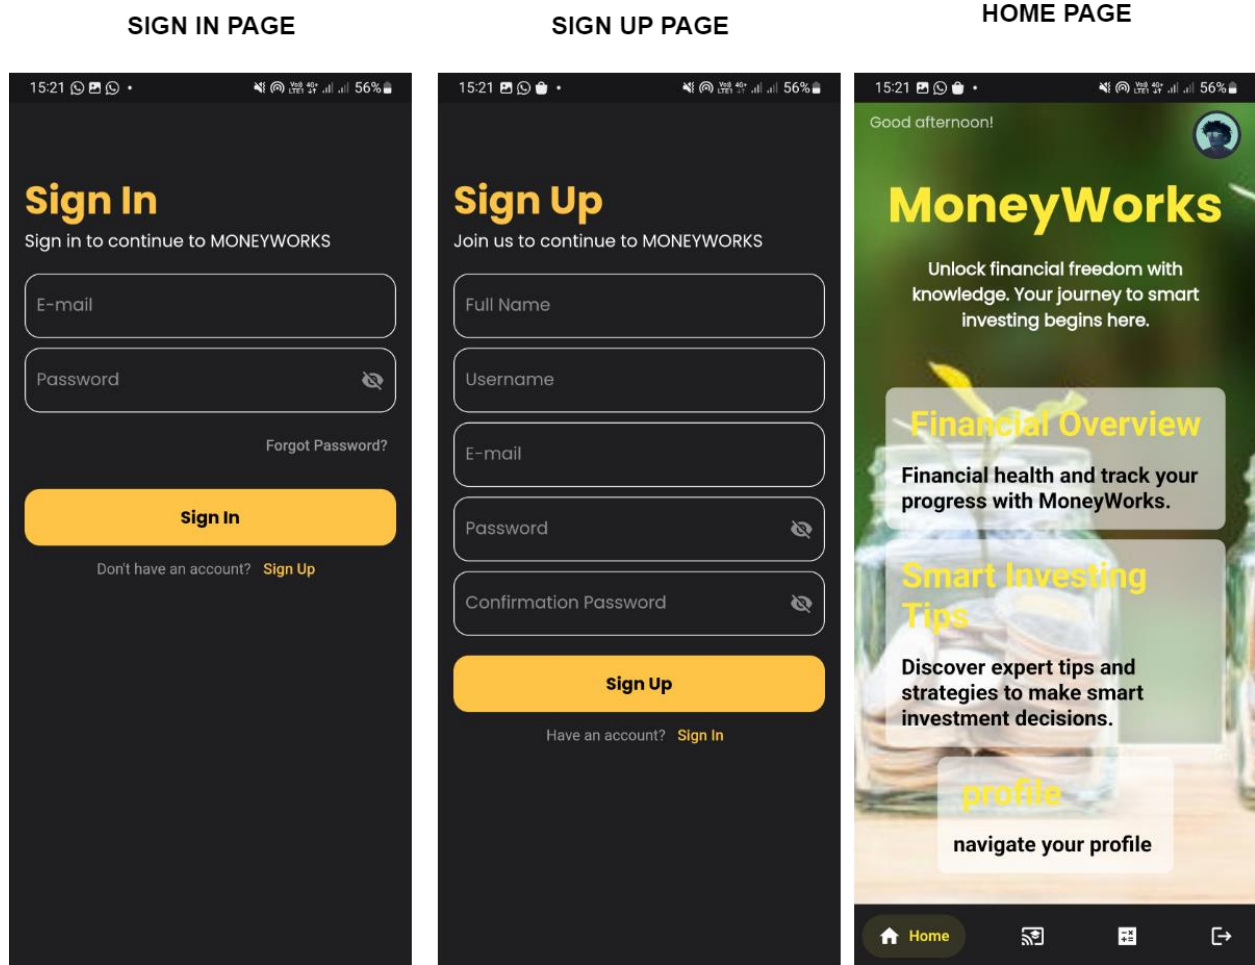 SIGN IN PAGE
15:21
56%
Sign In
Sign in to continue to MONEYWORKS
E-mail
Password
Forgot Password?
Sign In
Don't have an account? Sign Up
SIGN UP PAGE
15:21
56%
Sign Up
Join us to continue to MONEYWORKS
Full Name
Username
E-mail
Password
Confirmation Password
Sign Up
Have an account? Sign In
HOME PAGE
15:21
56%
Good afternoon!
MoneyWorks
Unlock financial freedom with
knowledge. Your journey to smart
investing begins here.
Financial Overview
Financial health and track your
progress with MoneyWorks.
Smart Investing
Tips
Discover expert tips and
strategies to make smart
investment decisions.
profile
navigate your profile
Home